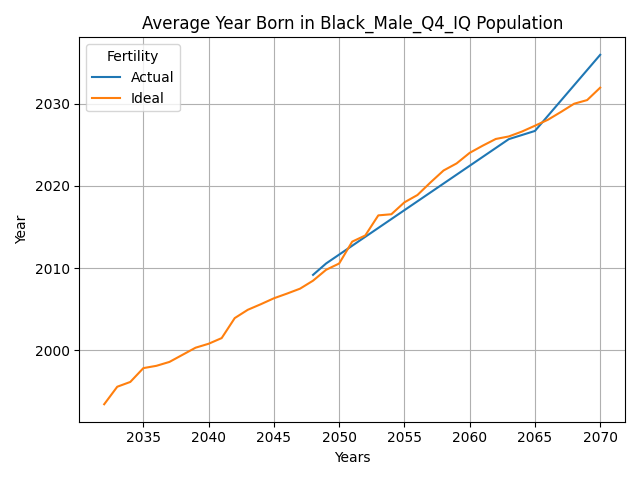 Average Year Born in Black_Male_Q4_IQ Population
Fertility
Actual
Ideal
Year
2030
2020
2010
2000
2035 2040 2045 2050 2055 2060 2065 2070
Years